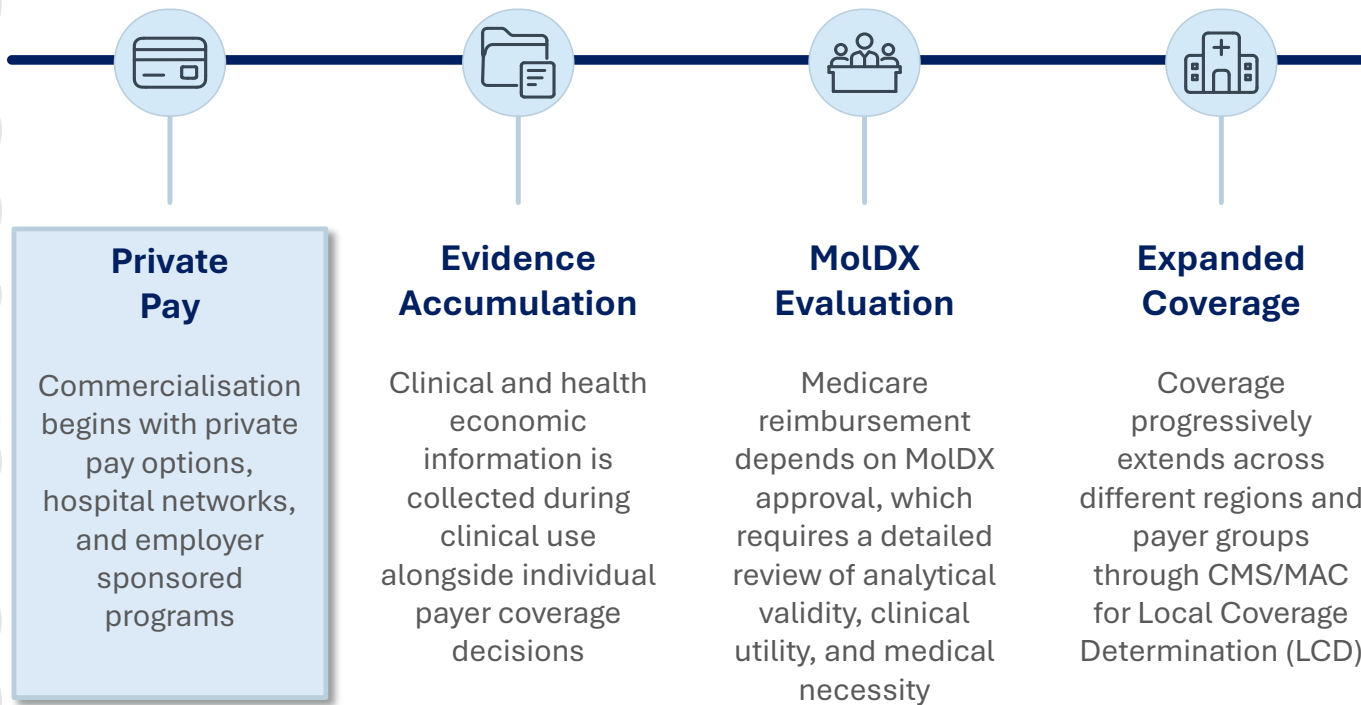 Private
Pay
Commercialisation
begins with private
pay options,
hospital networks,
and employer
sponsored
programs
Evidence
Accumulation
Clinical and health
economic
information is
collected during
clinical use
alongside individual
payer coverage
decisions
MolDX
Evaluation
Medicare
reimbursement
depends on MolDX
approval, which
requires a detailed
review of analytical
validity, clinical
utility, and medical
necessity
Expanded
Coverage
Coverage
progressively
extends across
different regions and
payer groups
through CMS/MAC
for Local Coverage
Determination (LCD)